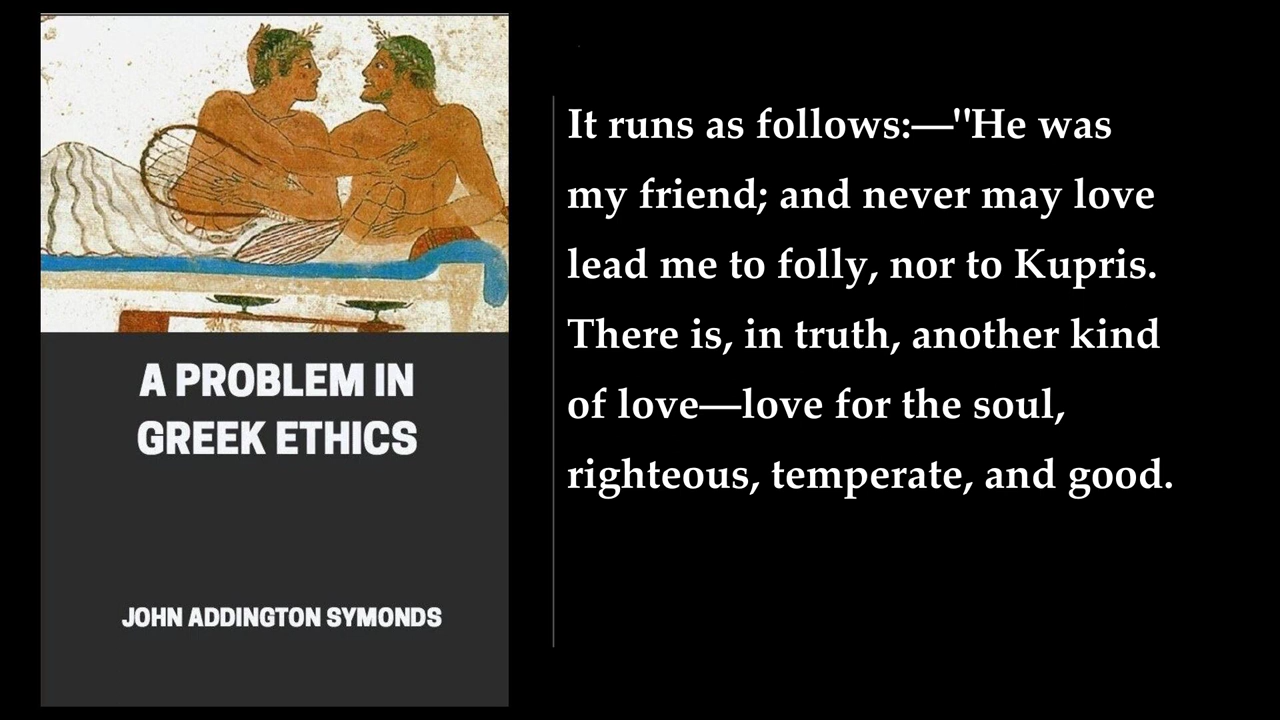 A PROBLEM IN
GREEK ETHICS
JOHN ADDINGTON SYMONDS
It runs as follows:—"He was
my friend; and never may love
lead me to folly, nor to Kupris.
There is, in truth, another kind
of love—love for the soul,
righteous, temperate, and good.